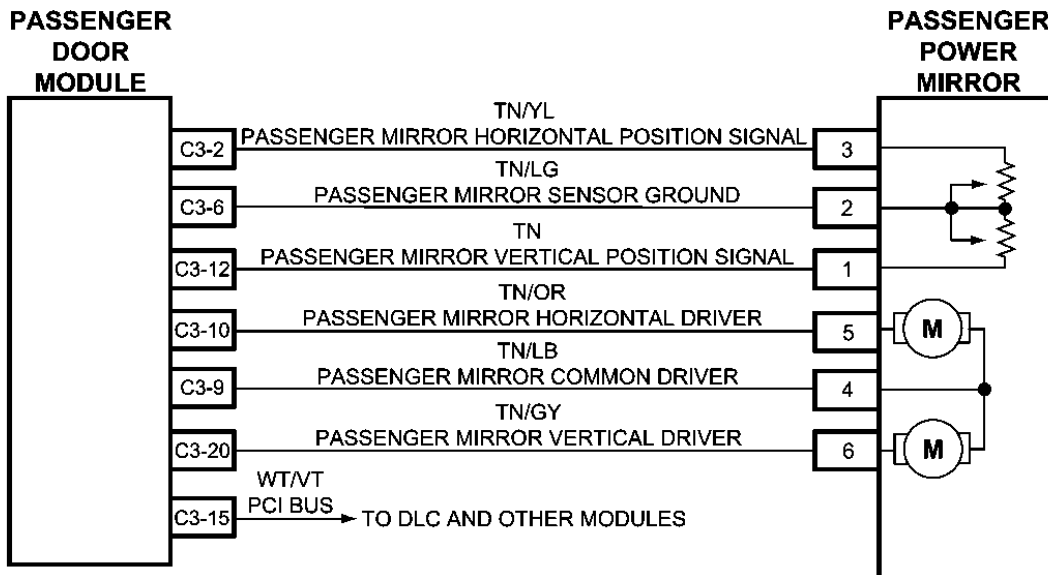 PASSENGER
DOOR
MODULE
PASSENGER
POWER
MIRROR
TN/YL
C3-2 PASSENGER MIRROR HORIZONTAL POSITION SIGNAL 3
TN/LG
C3-6 PASSENGER MIRROR SENSOR GROUND 2
TN
C3-12 PASSENGER MIRROR VERTICAL POSITION SIGNAL 1
TN/OR
C3-10 PASSENGER MIRROR HORIZONTAL DRIVER 5 M
TN/LB
C3-9 PASSENGER MIRROR COMMON DRIVER 4
TN/GY
C3-20 PASSENGER MIRROR VERTICAL DRIVER 6 M
WT/VT
PCI BUS
C3-15 TO DLC AND OTHER MODULES